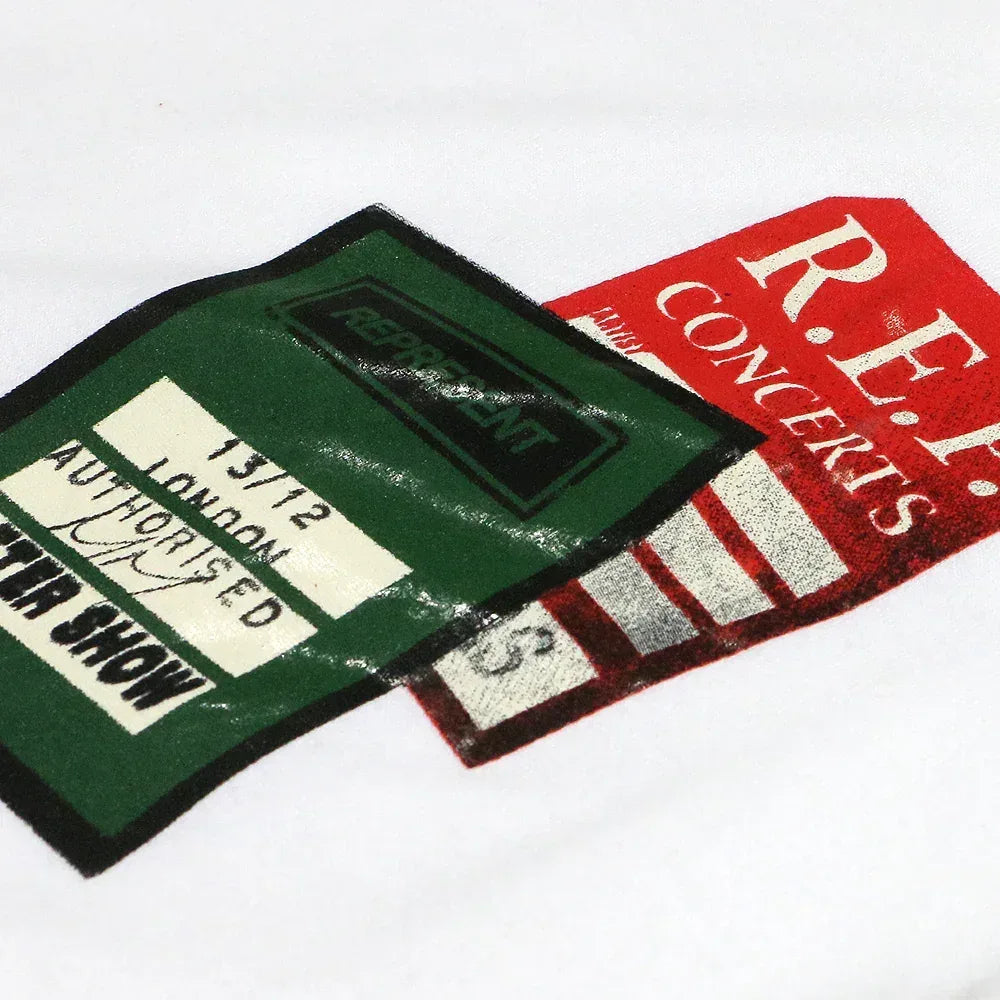 REPRESENT
13/12
LONDON
AUTHORISED
TER SHOW
R.E.
CONCERTS
S